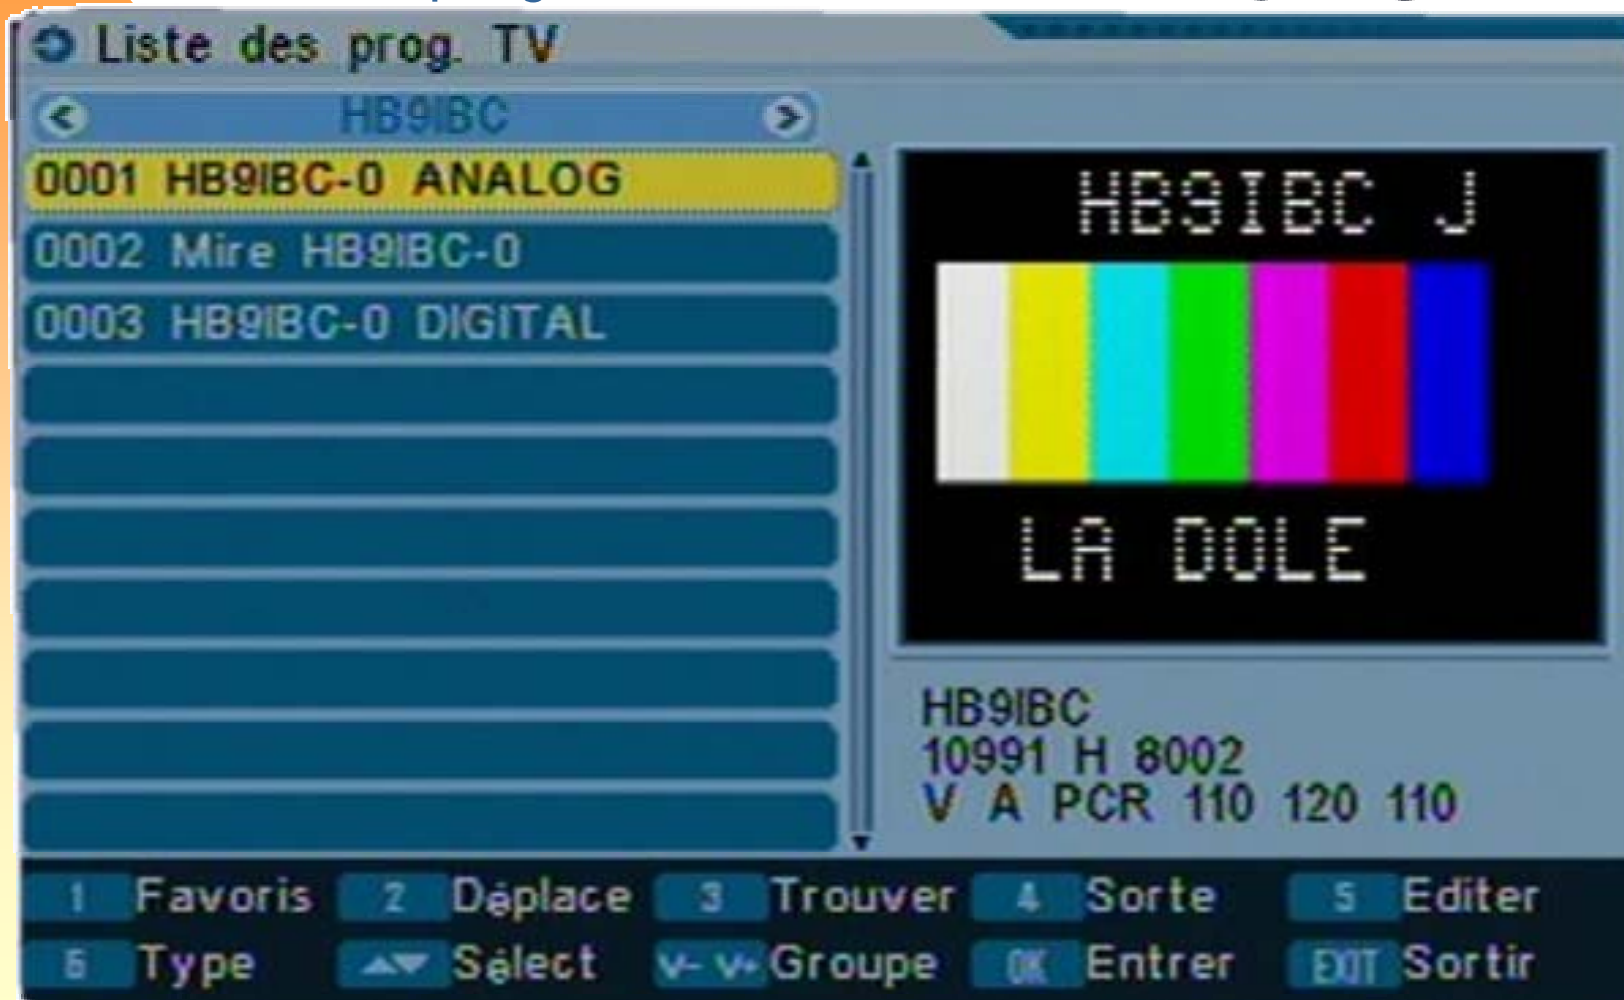 Liste des prog. TV
HB9IBC
0001 HB9IBC-0 ANALOG
0002 Mire HB9IBC-0
0003 HB9IBC-0 DIGITAL
HB9IBC J
LA DOLE
HB9IBC
10991 H 8002
V A PCR 110 120 110
1 Favoris 2 Déplace 3 Trouver 4 Sorte 5 Editer
6 Type Sélect V- V+ Groupe OK Entrer EXIT Sortir